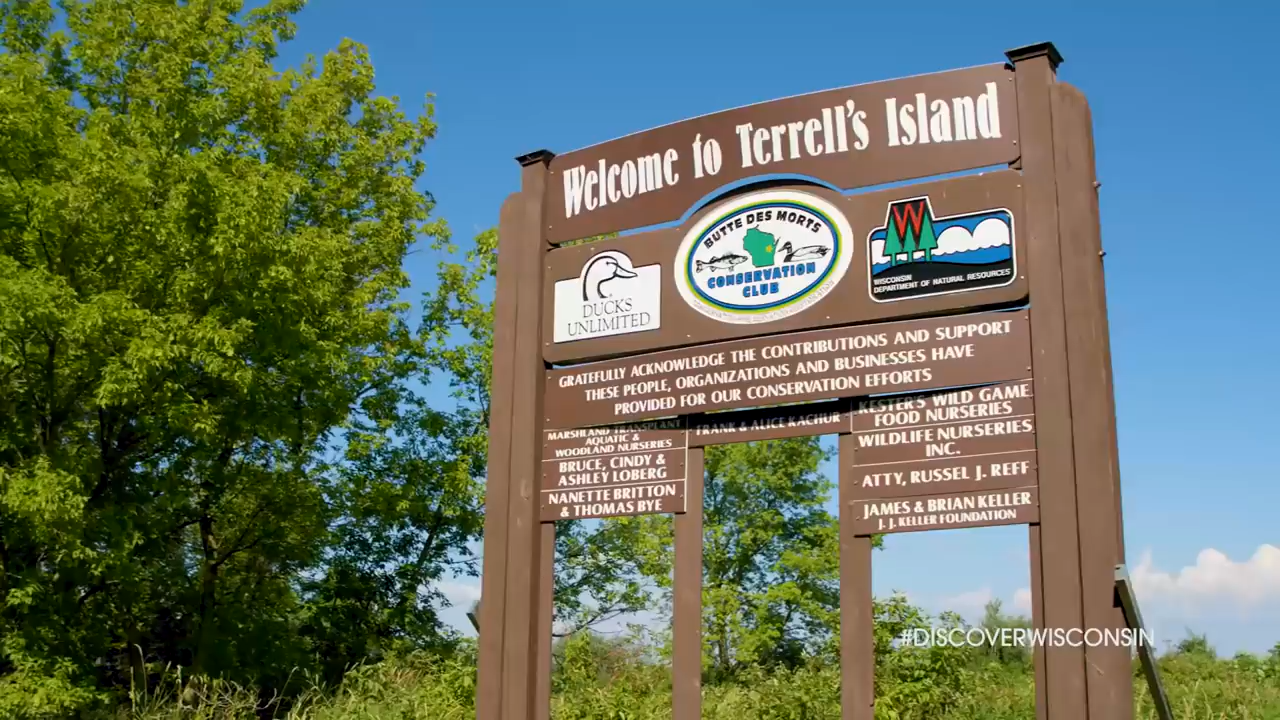 Welcome to Terrell's Island
BUTTE DES MORTS
CONSERVATION
CLUB
DUCKS
UNLIMITED
W
WISCONSIN
DEPARTMENT OF NATURAL RESOURCES
GRATEFULLY ACKNOWLEDGE THE CONTRIBUTIONS AND SUPPORT
THESE PEOPLE, ORGANIZATIONS AND BUSINESSES HAVE
PROVIDED FOR OUR CONSERVATION EFFORTS
MARSHLAND TRANSPLANT
AQUATIC &
WOODLAND NURSERIES
BRUCE, CINDY &
ASHLEY LOBERG
NANETTE BRITTON
& THOMAS BYE
FRANK & ALICE KACHUR
KESTER'S WILD GAME
FOOD NURSERIES
WILDLIFE NURSERIES
INC.
ATTY, RUSSEL J. REFF
JAMES & BRIAN KELLER
J. J. KELLER FOUNDATION
#DISCOVERWISCONSIN